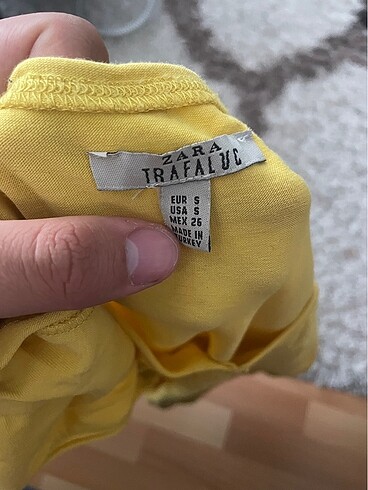 ZARA
TRAFALUC
EUR S
USA S
MEX 26
MADE IN
TURKEY